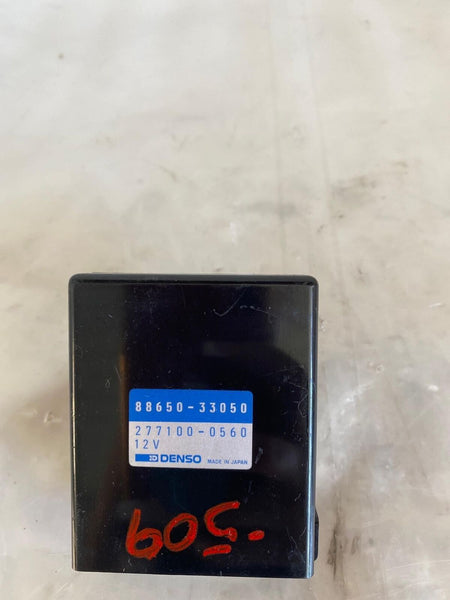 88650-33050
277100-0560
12V
DENSO MADE IN JAPAN